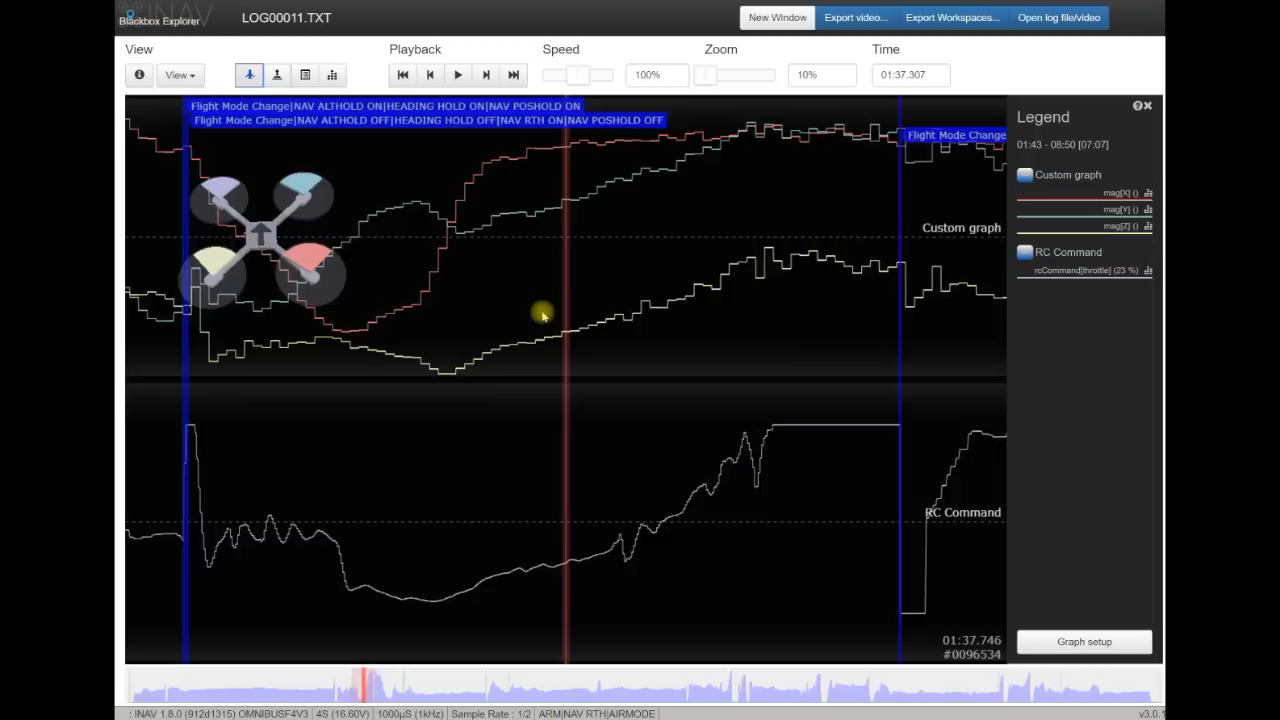 INAV
Blackbox Explorer
LOG00011.TXT
New Window
Export video...
Export Workspaces...
Open log file/video
View
Playback
Speed
Zoom
Time
View
100%
10%
01:37.307
Flight Mode Change|NAV ALTHOLD ON|HEADING HOLD ON|NAV POSHOLD ON
Flight Mode Change|NAV ALTHOLD OFF|HEADING HOLD OFF|NAV RTH ON|NAV POSHOLD OFF
Flight Mode Change
Custom graph
RC Command
01:37.746
#0096534
Legend
01:43 - 08:50 [07:07]
Custom graph
mag[X] ()
mag[Y] ()
mag[Z] ()
RC Command
rcCommand[throttle] (23 %)
Graph setup
: INAV 1.8.0 (912d1315) OMNIBUSF4V3 | 4S (16.60V) | 1000µS (1kHz) | Sample Rate : 1/2 | ARM|NAV RTH|AIRMODE
v3.0.